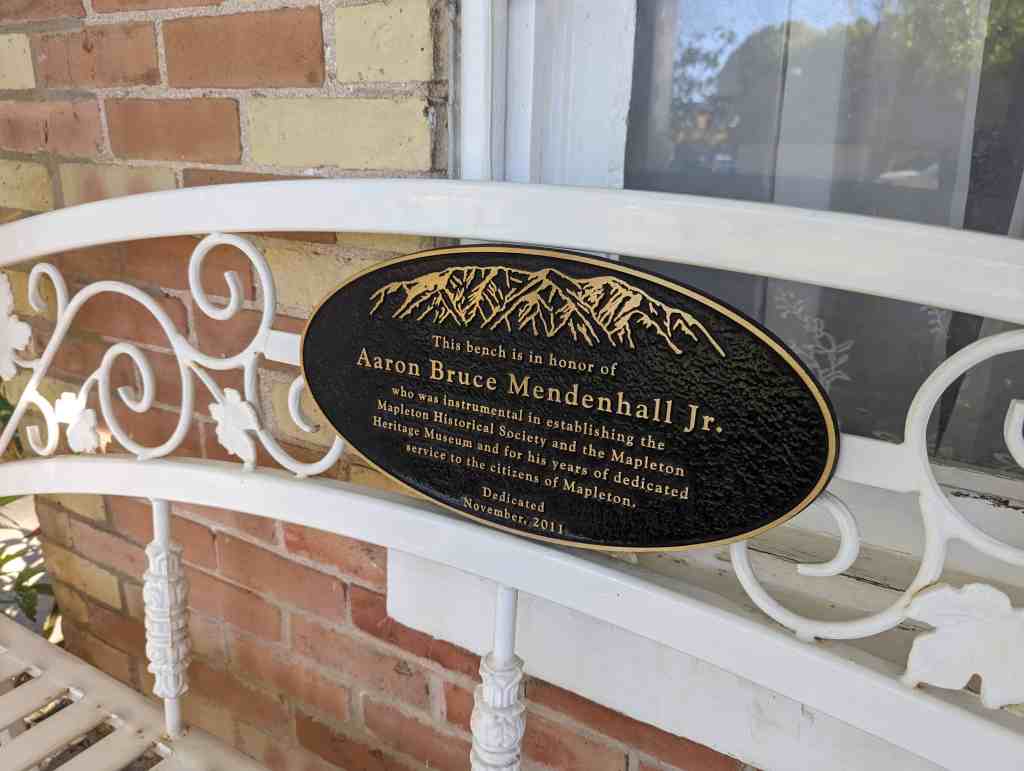 This bench is in honor of
Aaron Bruce Mendenhall Jr.
who was instrumental in establishing the
Mapleton Historical Society and the Mapleton
Heritage Museum and for his years of dedicated
service to the citizens of Mapleton.
Dedicated
November, 2011